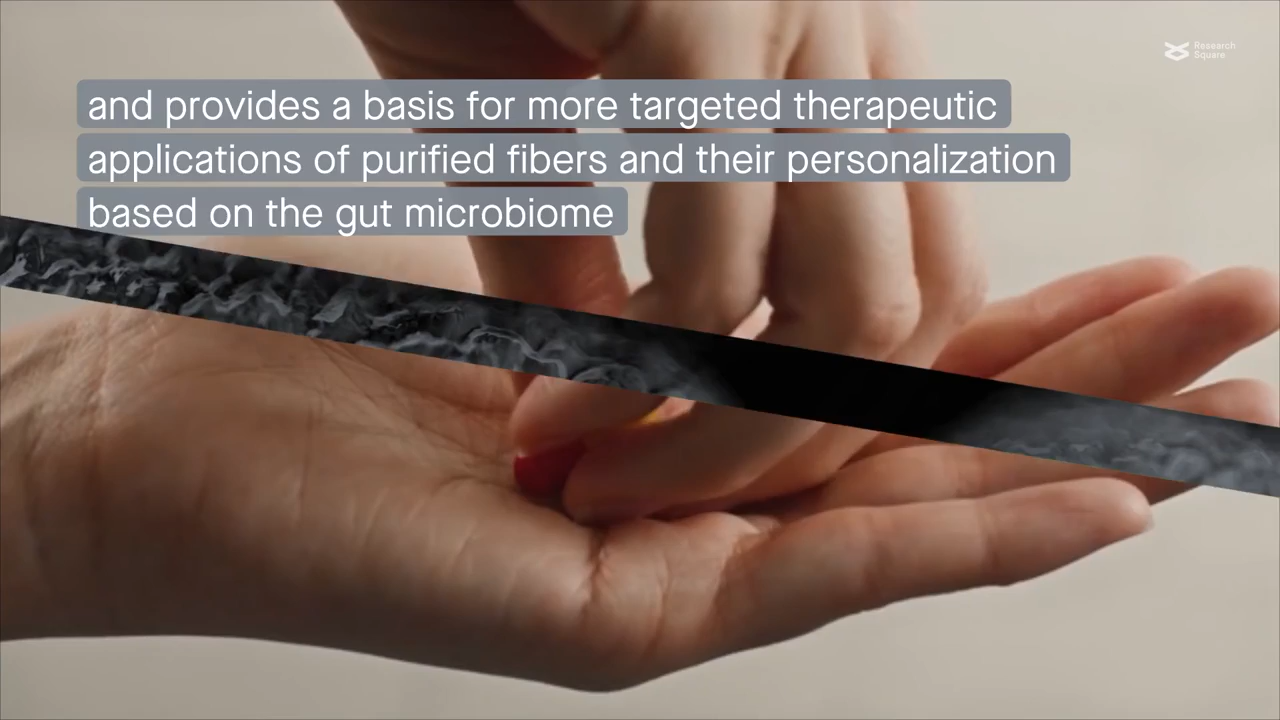 Research
Square
and provides a basis for more targeted therapeutic
applications of purified fibers and their personalization
based on the gut microbiome